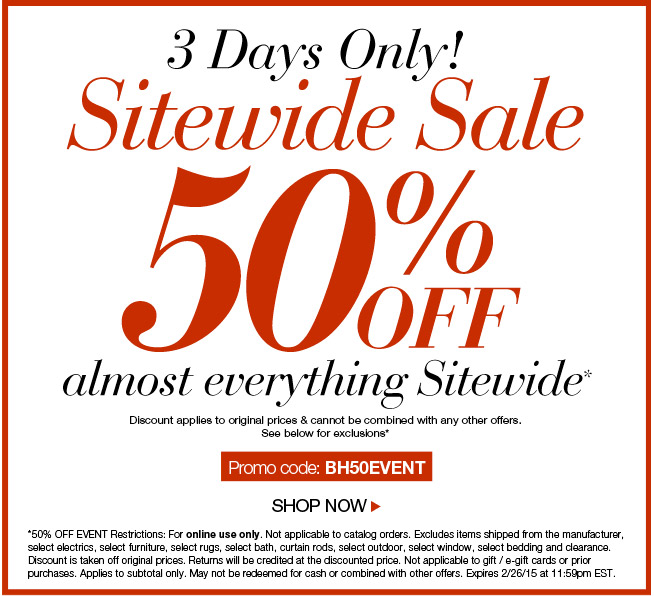 3 Days Only!
Sitewide Sale
50% OFF
almost everything Sitewide*
Discount applies to original prices & cannot be combined with any other offers.
See below for exclusions*
Promo code: BH50EVENT
SHOP NOW
*50% OFF EVENT Restrictions: For online use only. Not applicable to catalog orders. Excludes items shipped from the manufacturer,
select electrics, select furniture, select rugs, select bath, curtain rods, select outdoor, select window, select bedding and clearance.
Discount is taken off original prices. Returns will be credited at the discounted price. Not applicable to gift / e-gift cards or prior
purchases. Applies to subtotal only. May not be redeemed for cash or combined with other offers. Expires 2/26/15 at 11:59pm EST.